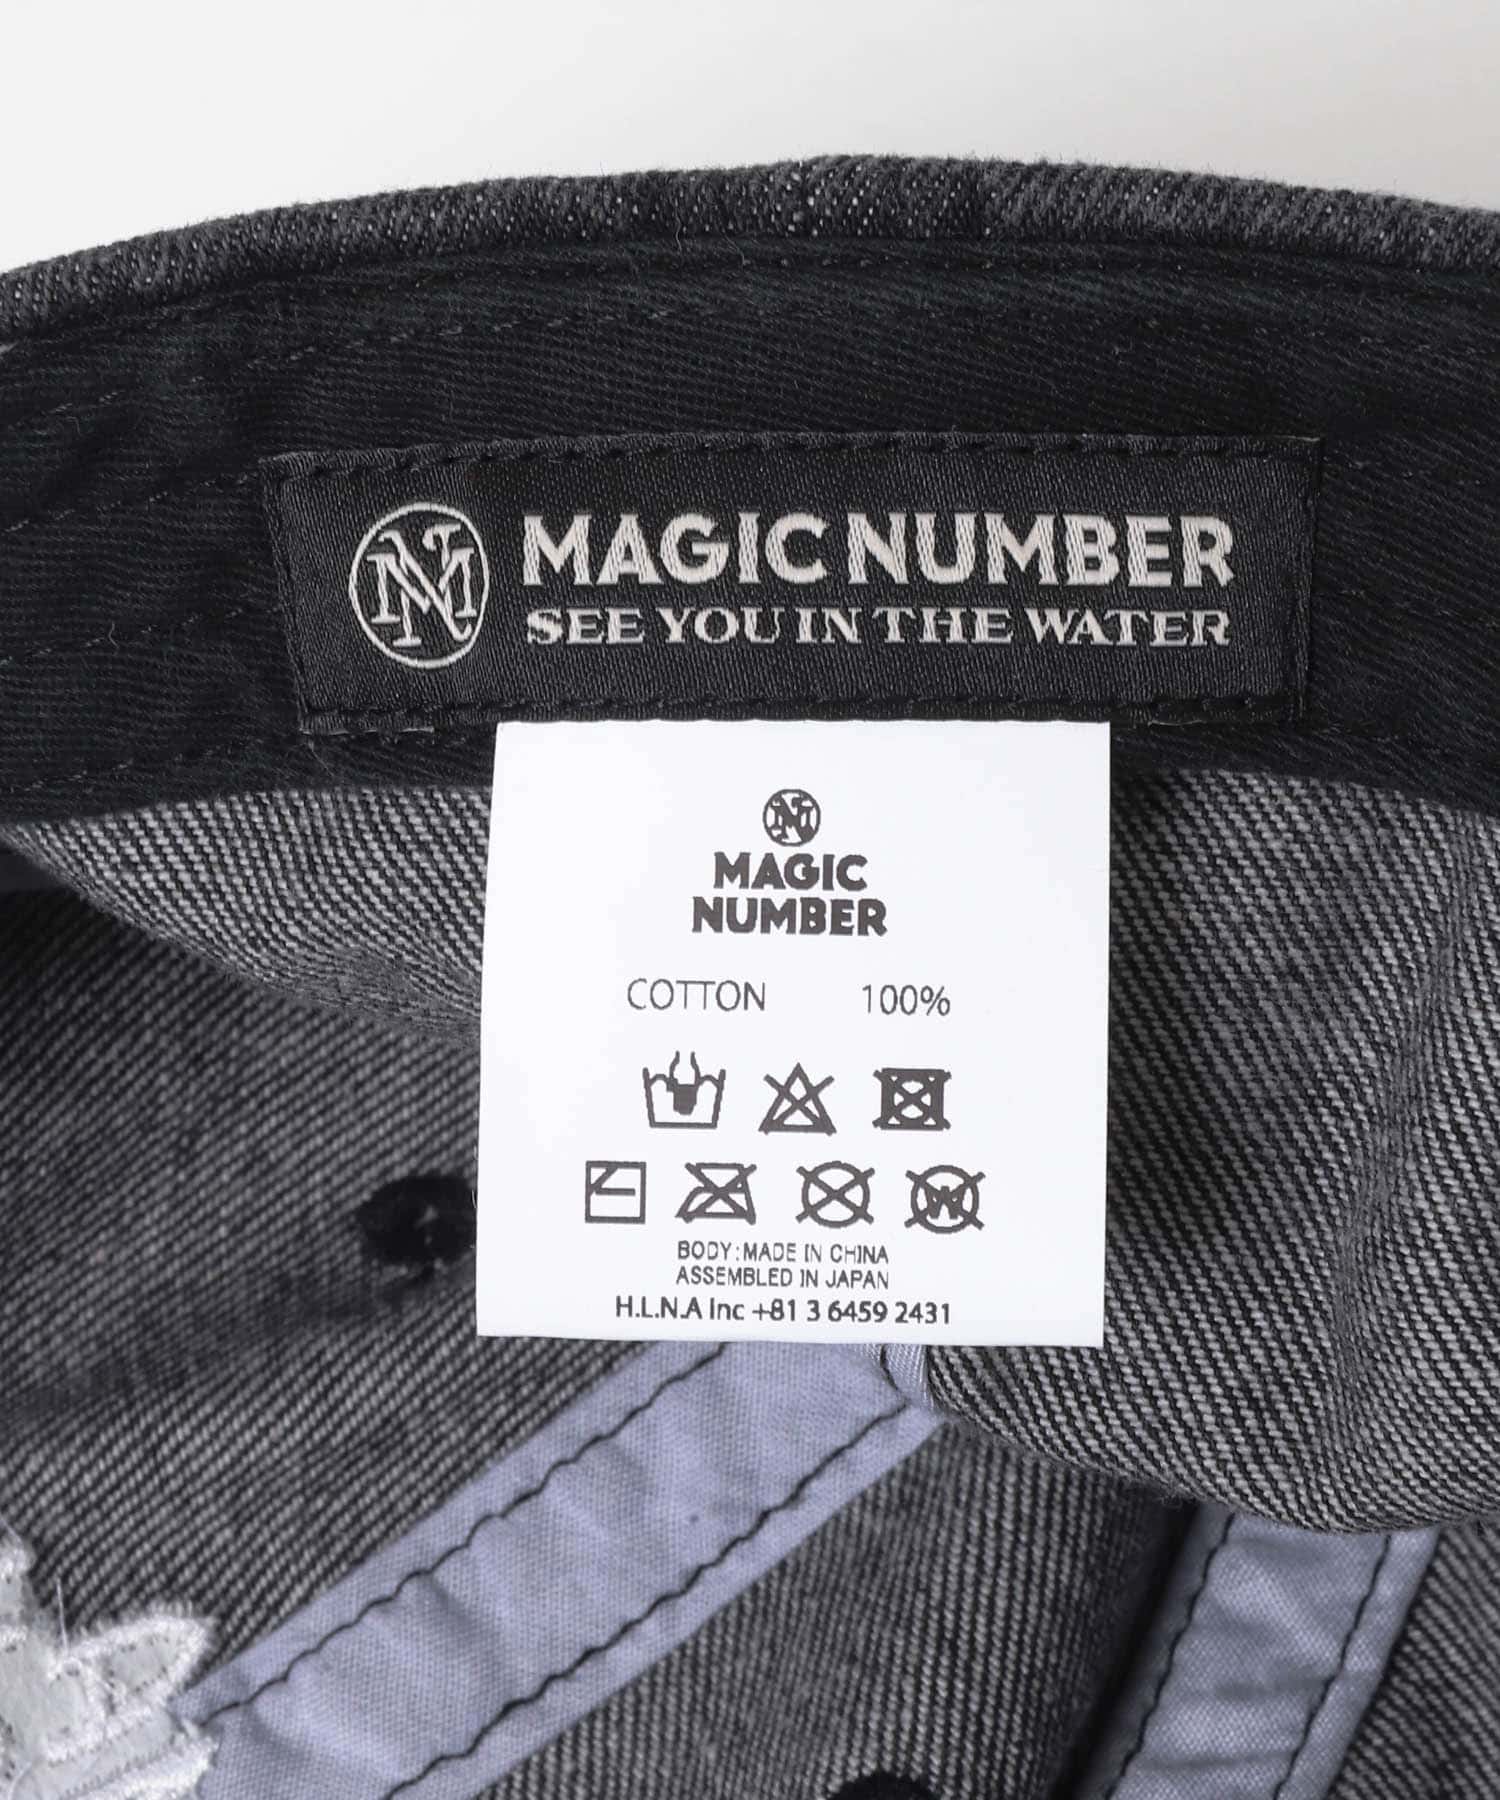 MAGIC NUMBER
SEE YOU IN THE WATER
MAGIC
NUMBER
COTTON 100%
BODY:MADE IN CHINA
ASSEMBLED IN JAPAN
H.L.N.A Inc +81 3 6459 2431